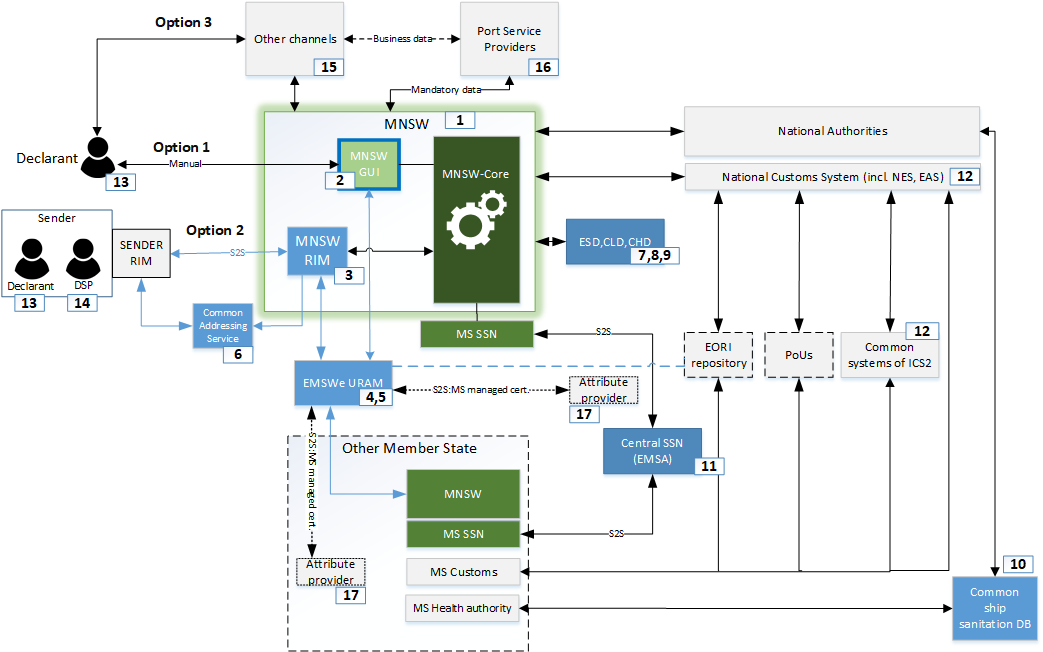 Option 3
Other channels
15
Business data
Port Service
Providers
16
Mandatory data
MNSW
1
Declarant
13
Option 1
Manual
MNSW
GUI
2
MNSW-Core
National Authorities
National Customs System (incl. NES, EAS)
12
Sender
Declarant
13
DSP
14
SENDER
RIM
Option 2
S2S
MNSW
RIM
3
ESD,CLD,CHD
7,8,9
Common
Addressing
Service
6
MS SSN
S2S
EORI
repository
PoUs
12
Common
systems of ICS2
EMSWe URAM
4,5
S2S:MS managed cert.
Attribute
provider
17
S2S:MS managed cert.
Other Member State
Central SSN
(EMSA)
11
MNSW
MS SSN
S2S
Attribute
provider
17
MS Customs
MS Health authority
10
Common
ship
sanitation DB